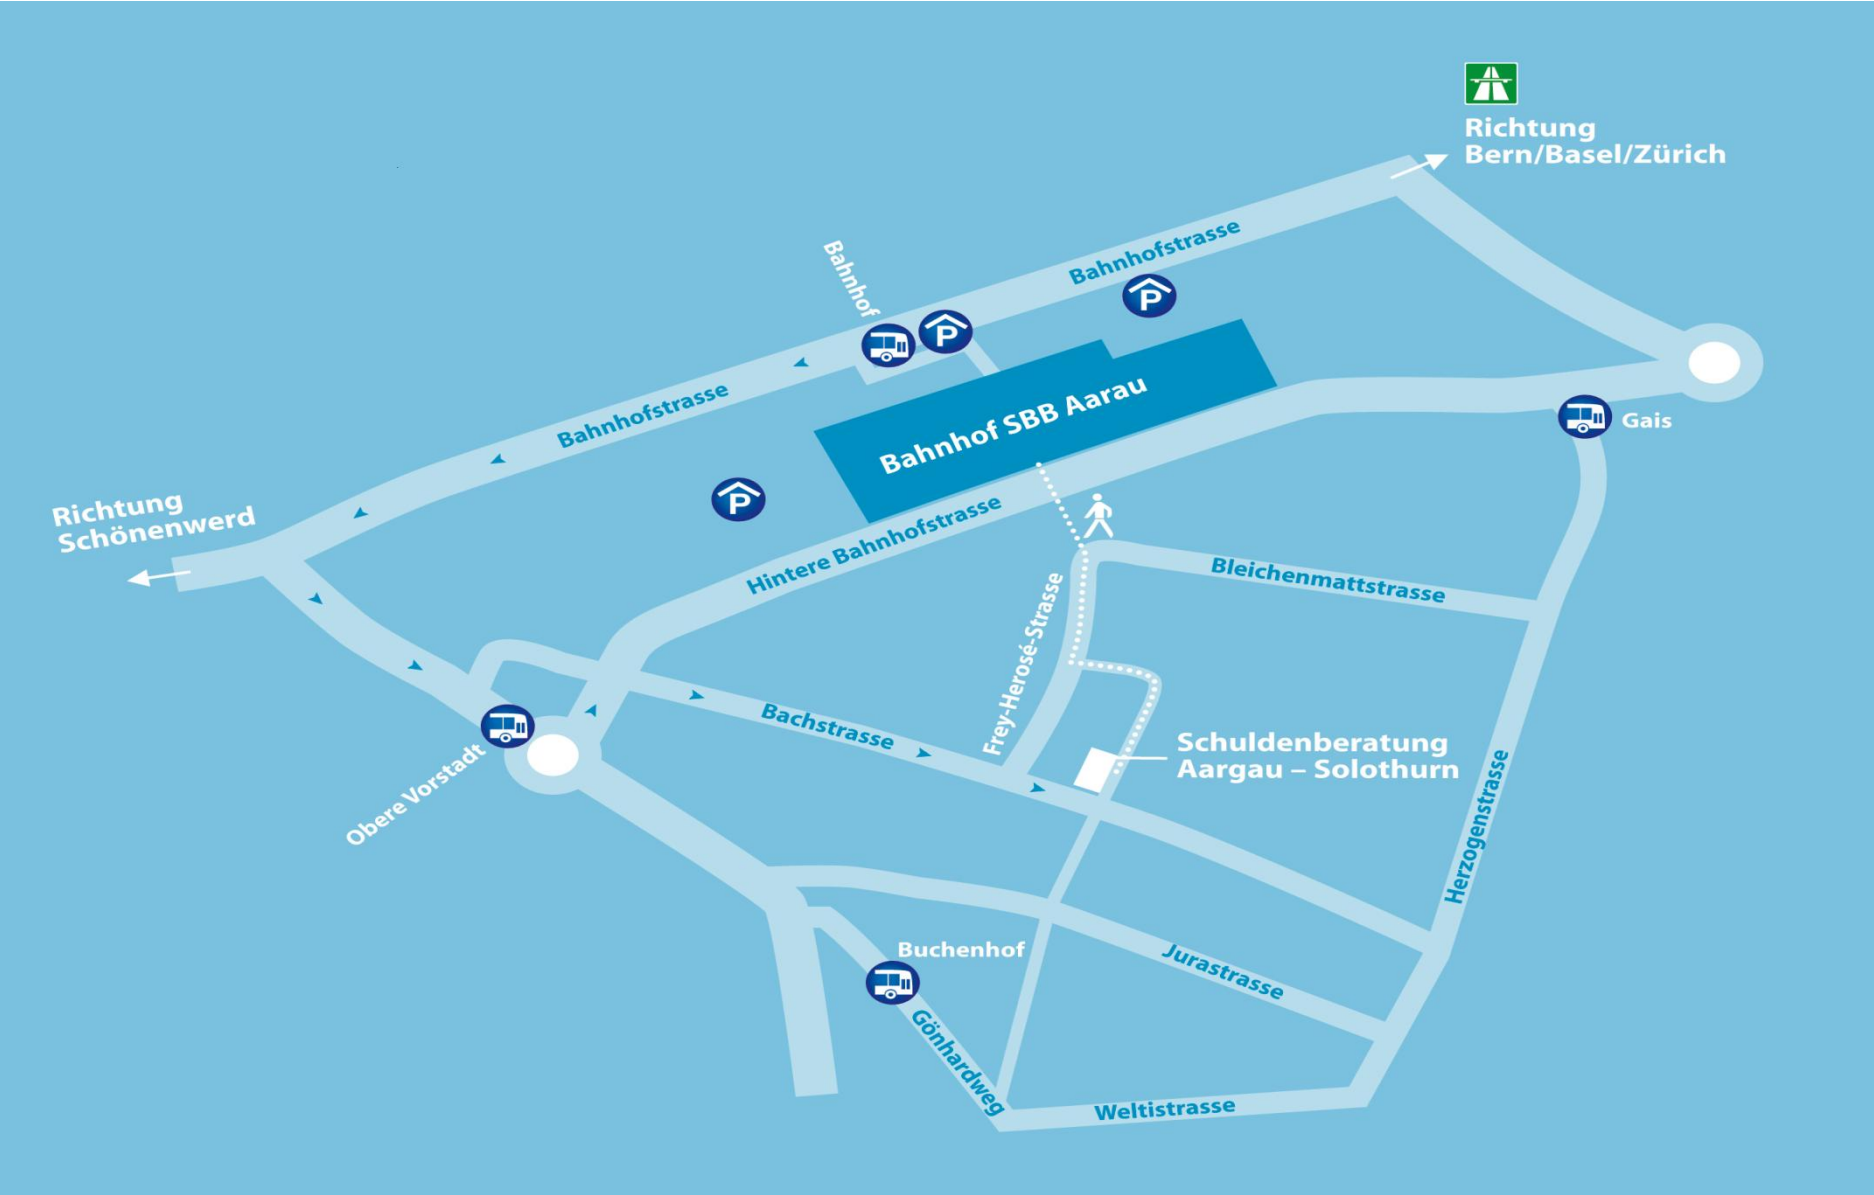 Richtung
Bern/Basel/Zürich
Bahnhofstrasse
Bahnhof
P
P
Bahnhofstrasse
Bahnhof SBB Aarau
Gais
P
Richtung
Schönenwerd
Hintere Bahnhofstrasse
Bleichenmattstrasse
Frey-Herosé-Strasse
Bachstrasse
Schuldenberatung
Aargau – Solothurn
Obere Vorstadt
Herzogenstrasse
Buchenhof
Jurastrasse
Gönhardweg
Weltistrasse